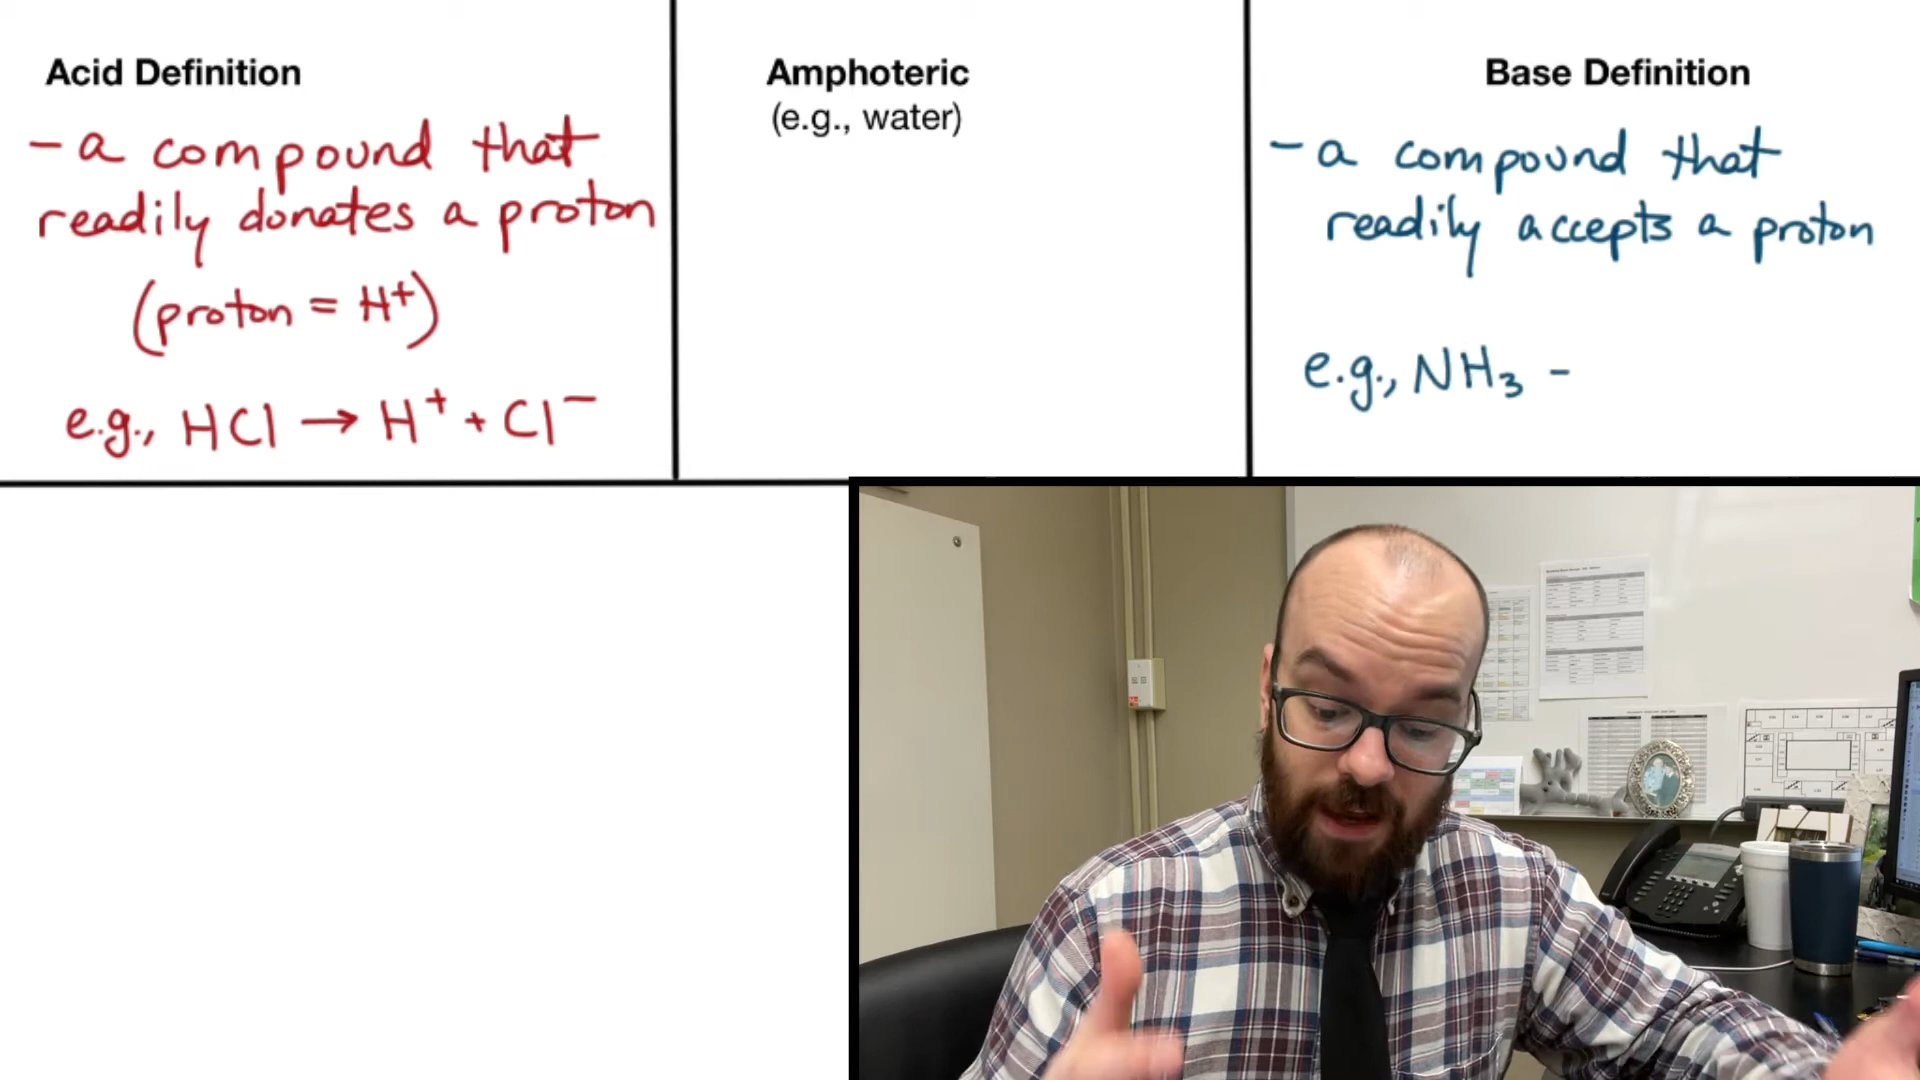 Acid Definition
- a compound that
readily donates a proton
(proton = H⁺)
e.g., HCl → H⁺ + Cl⁻
Amphoteric
(e.g., water)
Base Definition
- a compound that
readily accepts a proton
e.g., NH₃ -